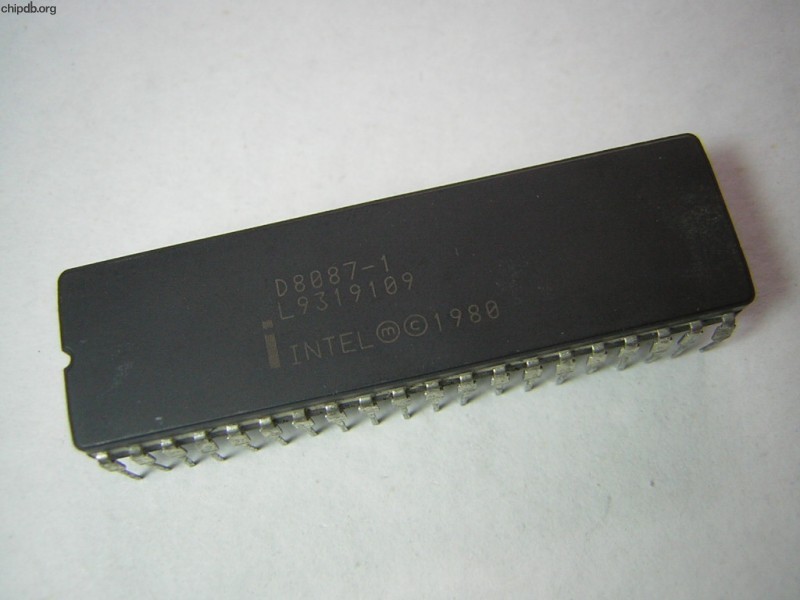 chipdb.org
D8087-1
L9319109
i INTEL ⓜ © 1980